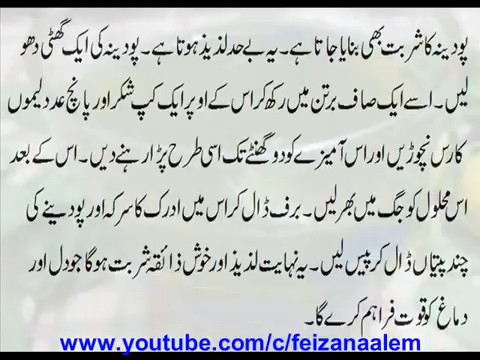 پودینہ کا شربت بھی بنایا جاتا ہے۔ یہ بے حد لذیذ ہوتا ہے۔ پودینہ کی ایک گھٹی دھو
لیں۔ اسے ایک صاف برتن میں رکھ کر اس کے اوپر ایک کپ شکر اور پانچ عدد لیموں
کا رس نچوڑیں اور اس آمیزے کو دو گھنٹے تک اسی طرح پڑا رہنے دیں۔ اس کے بعد
اس محلول کو جگ میں بھر لیں۔ برف ڈال کر اس میں ادرک کا سرکہ اور پودینے کی
چند پتیاں ڈال کر پیس لیں۔ یہ نہایت لذیذ اور خوش ذائقہ شربت ہوگا جو دل اور
دماغ کو قوت فراہم کرے گا۔
www.youtube.com/c/feizanaalem